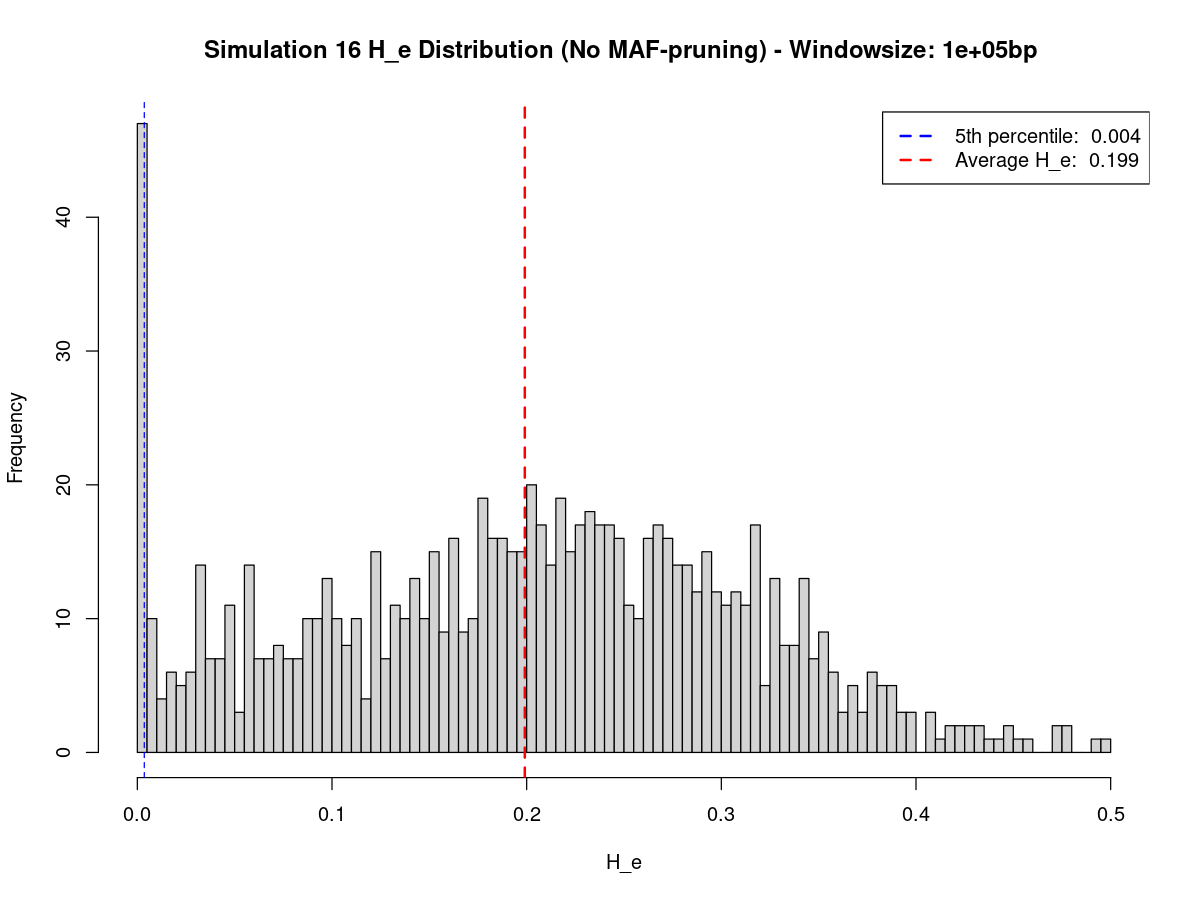 Simulation 16 H_e Distribution (No MAF-pruning) - Windowsize: 1e+05bp
5th percentile: 0.004
Average H_e: 0.199
Frequency
40
30
20
10
0
0.0 0.1 0.2 0.3 0.4 0.5
H_e